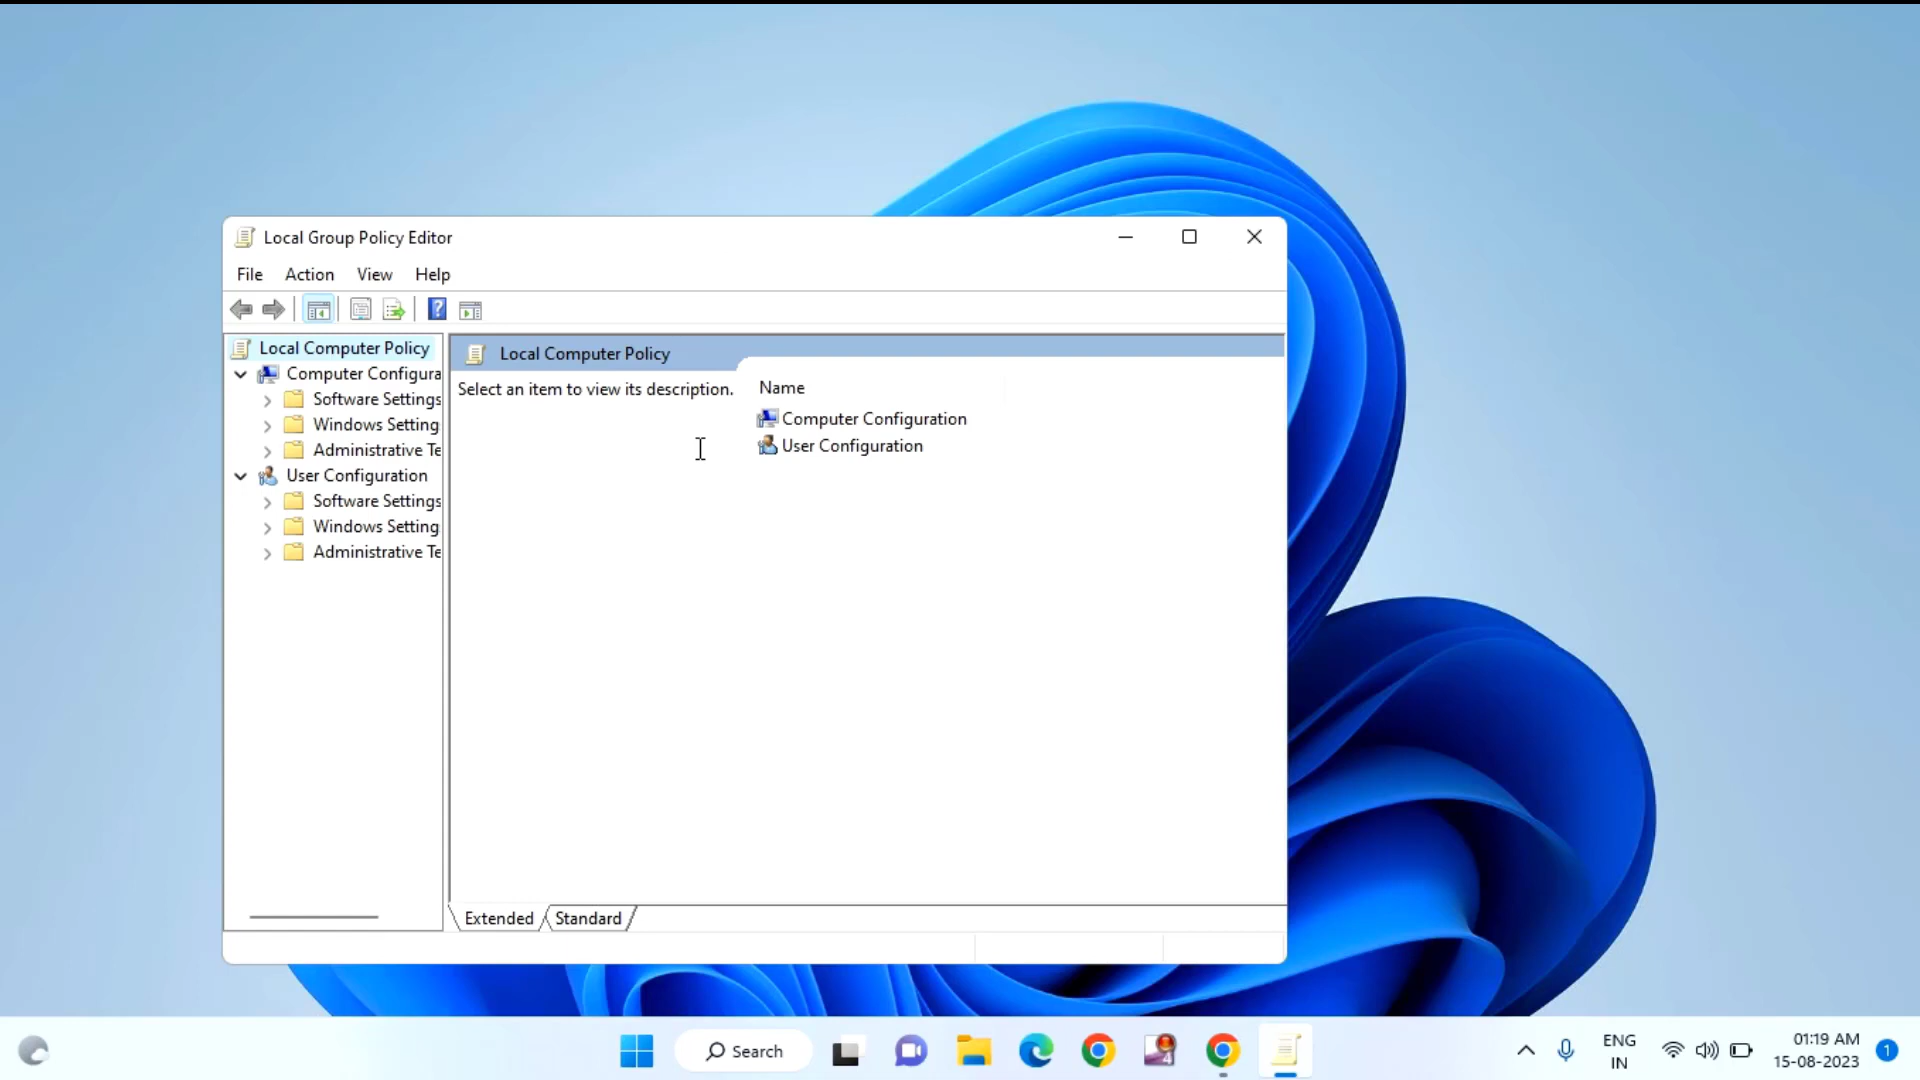 Local Group Policy Editor
File Action View Help
Local Computer Policy
Computer Configura
Software Settings
Windows Setting
Administrative Te
User Configuration
Software Settings
Windows Setting
Administrative Te
Local Computer Policy
Select an item to view its description.
Name
Computer Configuration
User Configuration
Extended Standard
Search
4
ENG
IN
01:19 AM
15-08-2023
1